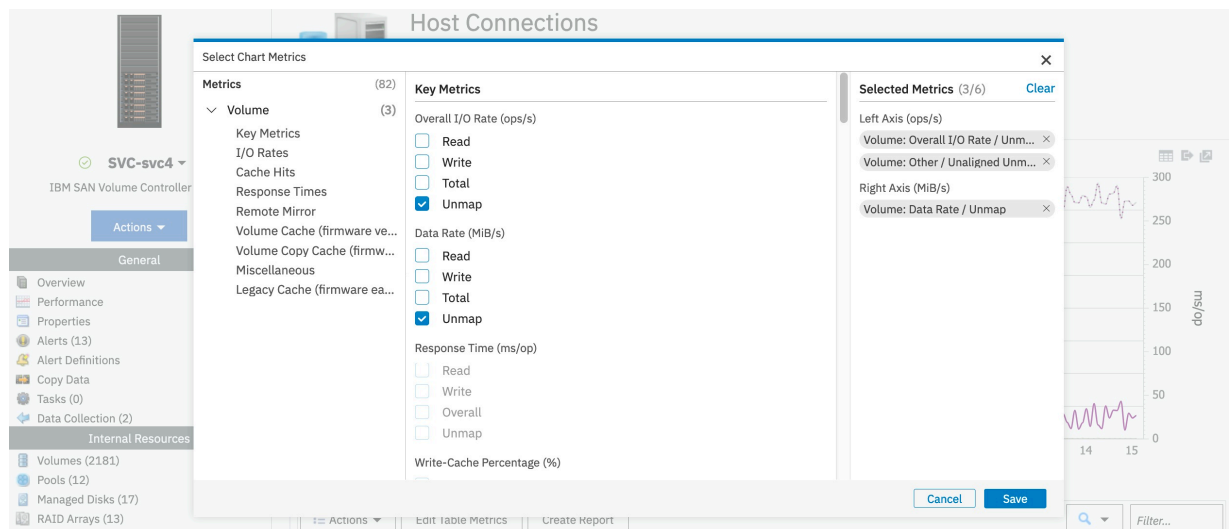 Host Connections
SVC-svc4
IBM SAN Volume Controller
Actions
General
Overview
Performance
Properties
Alerts (13)
Alert Definitions
Copy Data
Tasks (0)
Data Collection (2)
Internal Resources
Volumes (2181)
Pools (12)
Managed Disks (17)
RAID Arrays (13)
Select Chart Metrics
Metrics (82)
Volume (3)
Key Metrics
I/O Rates
Cache Hits
Response Times
Remote Mirror
Volume Cache (firmware ve...
Volume Copy Cache (firmw...
Miscellaneous
Legacy Cache (firmware ea...
Key Metrics
Overall I/O Rate (ops/s)
Read
Write
Total
Unmap
Data Rate (MiB/s)
Read
Write
Total
Unmap
Response Time (ms/op)
Read
Write
Overall
Unmap
Write-Cache Percentage (%)
Selected Metrics (3/6) Clear
Left Axis (ops/s)
Volume: Overall I/O Rate / Unm...
Volume: Other / Unaligned Unm...
Right Axis (MiB/s)
Volume: Data Rate / Unmap
Cancel Save
300
250
200
150
100
50
0
ms/op
14 15
Actions Edit Table Metrics Create Report
Filter...